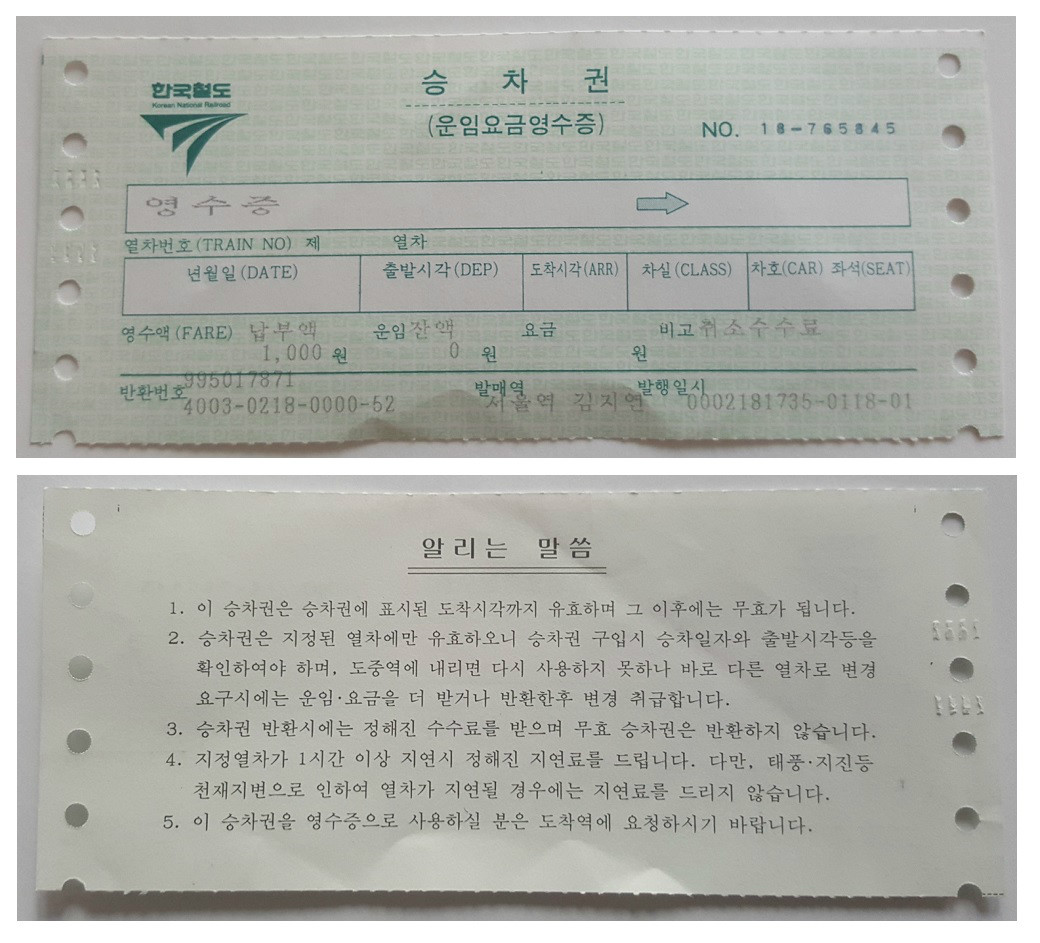 한국철도
Korean National Railroad
승 차 권
(운임요금영수증)
NO. 18-765845
영수증
열차번호(TRAIN NO) 제 열차
년월일(DATE) 출발시각(DEP) 도착시각(ARR) 차실(CLASS) 차호(CAR) 좌석(SEAT)
영수액(FARE) 납부액 운임잔액 요금 비고취소수수료
1,000 원 0 원 원
995017871
반환번호 발매역 발행일시
4003-0218-0000-52 서울역 김지연 0002181735-0118-01
알리는 말씀
1. 이 승차권은 승차권에 표시된 도착시각까지 유효하며 그 이후에는 무효가 됩니다.
2. 승차권은 지정된 열차에만 유효하오니 승차권 구입시 승차일자와 출발시각등을
확인하여야 하며, 도중역에 내리면 다시 사용하지 못하나 바로 다른 열차로 변경
요구시에는 운임·요금을 더 받거나 반환한후 변경 취급합니다.
3. 승차권 반환시에는 정해진 수수료를 받으며 무효 승차권은 반환하지 않습니다.
4. 지정열차가 1시간 이상 지연시 정해진 지연료를 드립니다. 다만, 태풍·지진등
천재지변으로 인하여 열차가 지연될 경우에는 지연료를 드리지 않습니다.
5. 이 승차권을 영수증으로 사용하실 분은 도착역에 요청하시기 바랍니다.